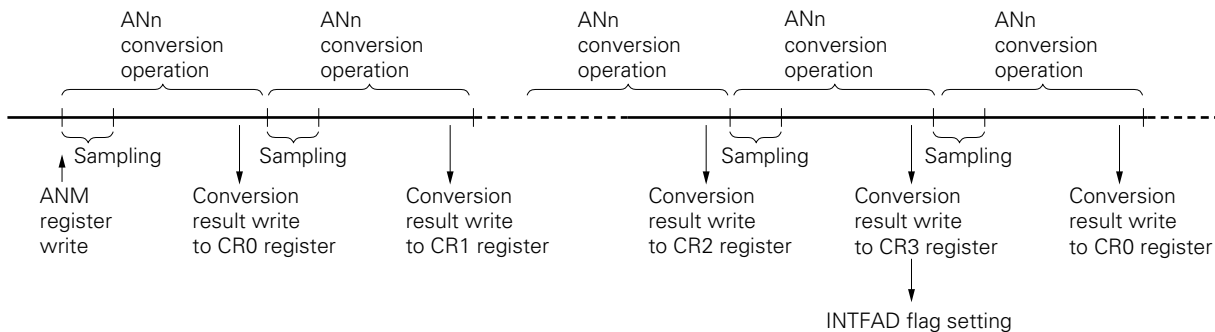 ANn
conversion
operation
ANn
conversion
operation
ANn
conversion
operation
ANn
conversion
operation
ANn
conversion
operation
Sampling
Sampling
Sampling
Sampling
ANM
register
write
Conversion
result write
to CR0 register
Conversion
result write
to CR1 register
Conversion
result write
to CR2 register
Conversion
result write
to CR3 register
Conversion
result write
to CR0 register
INTFAD flag setting